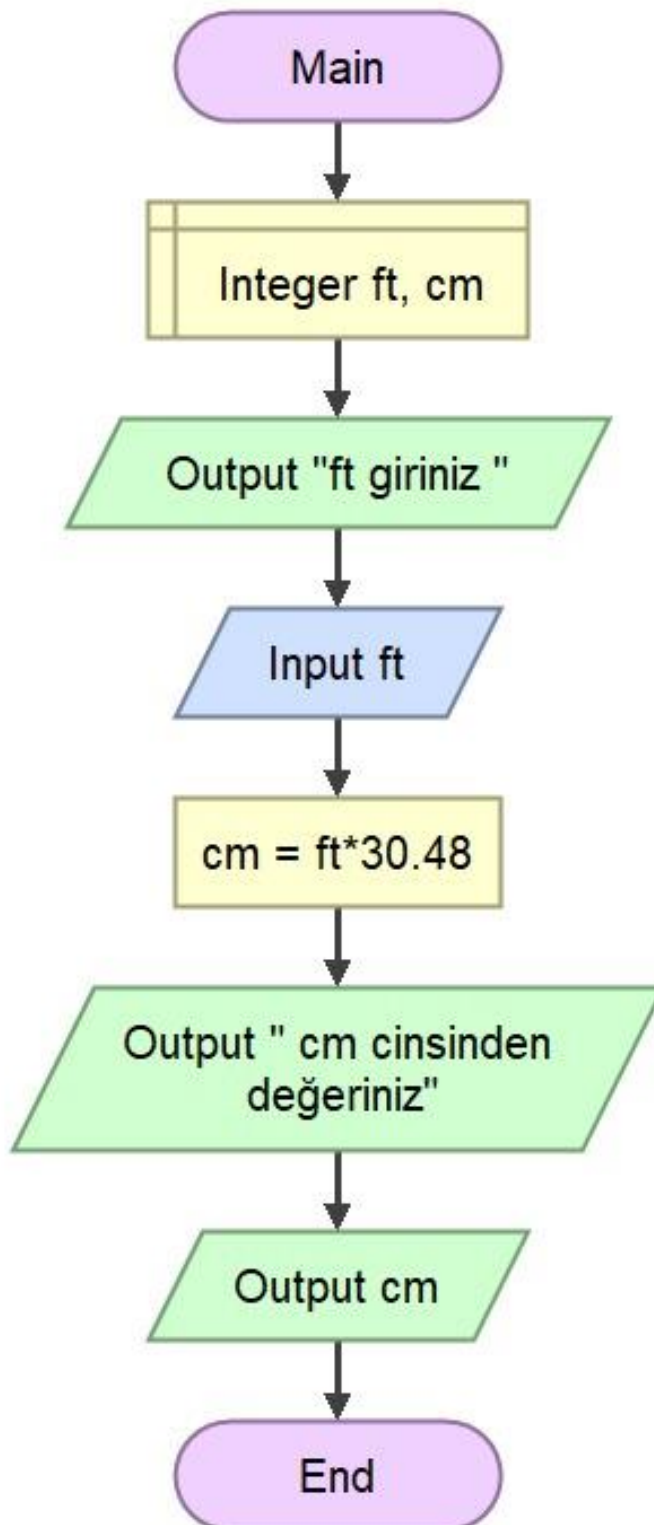 Main
Integer ft, cm
Output "ft giriniz "
Input ft
cm = ft*30.48
Output " cm cinsinden
değeriniz"
Output cm
End